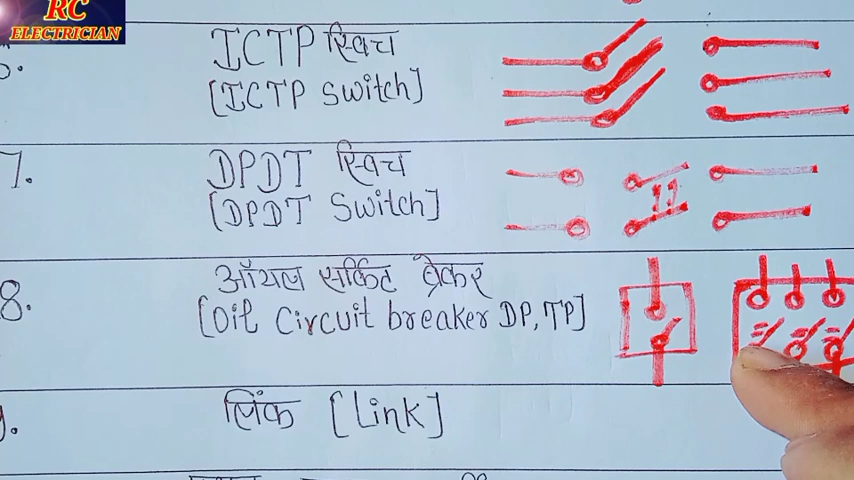 RC
ELECTRICIAN
ICTP स्विच
[ICTP Switch]
7.
DPDT स्विच
[DPDT Switch]
8.
ऑयल सर्किट ब्रेकर
[Oil Circuit breaker DP, TP]
लिंक [Link]